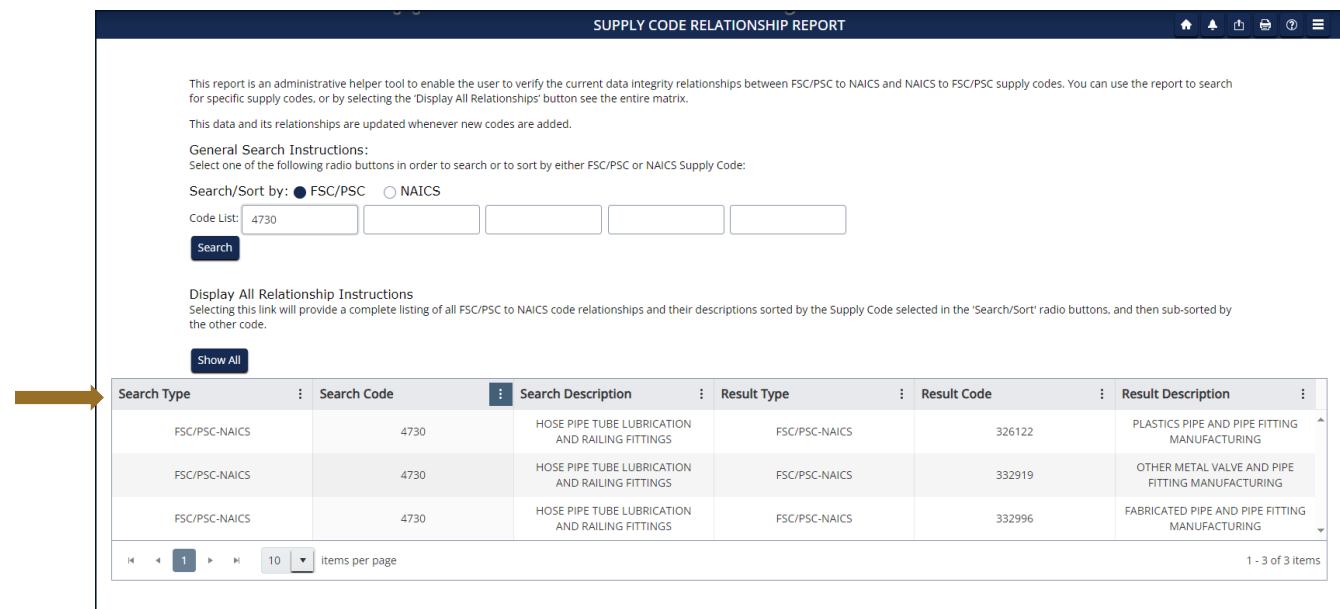 SUPPLY CODE RELATIONSHIP REPORT
This report is an administrative helper tool to enable the user to verify the current data integrity relationships between FSC/PSC to NAICS and NAICS to FSC/PSC supply codes. You can use the report to search
for specific supply codes, or by selecting the 'Display All Relationships' button see the entire matrix.
This data and its relationships are updated whenever new codes are added.
General Search Instructions:
Select one of the following radio buttons in order to search or to sort by either FSC/PSC or NAICS Supply Code:
Search/Sort by: FSC/PSC NAICS
Code List: 4730
Search
Display All Relationship Instructions
Selecting this link will provide a complete listing of all FSC/PSC to NAICS code relationships and their descriptions sorted by the Supply Code selected in the 'Search/Sort' radio buttons, and then sub-sorted by
the other code.
Show All
Search Type Search Code Search Description Result Type Result Code Result Description
FSC/PSC-NAICS 4730 HOSE PIPE TUBE LUBRICATION AND RAILING FITTINGS FSC/PSC-NAICS 326122 PLASTICS PIPE AND PIPE FITTING MANUFACTURING
FSC/PSC-NAICS 4730 HOSE PIPE TUBE LUBRICATION AND RAILING FITTINGS FSC/PSC-NAICS 332919 OTHER METAL VALVE AND PIPE FITTING MANUFACTURING
FSC/PSC-NAICS 4730 HOSE PIPE TUBE LUBRICATION AND RAILING FITTINGS FSC/PSC-NAICS 332996 FABRICATED PIPE AND PIPE FITTING MANUFACTURING
1 10 items per page 1 - 3 of 3 items